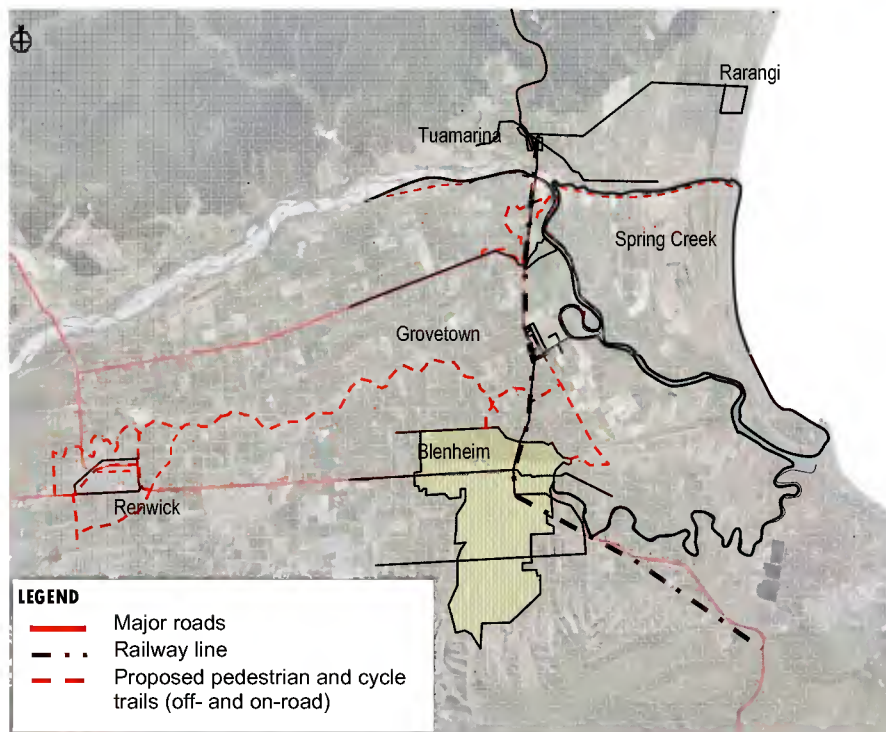 Rarangi
Tuamarina
Spring Creek
Grovetown
Blenheim
Renwick
LEGEND
Major roads
Railway line
Proposed pedestrian and cycle
trails (off- and on-road)